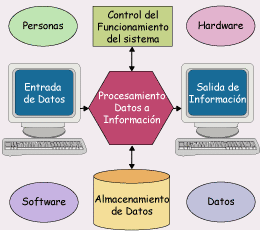 Personas
Control del
Funcionamiento
del sistema
Hardware
Entrada
de Datos
Procesamiento
Datos a
Información
Salida de
Información
Software
Almacenamiento
de Datos
Datos